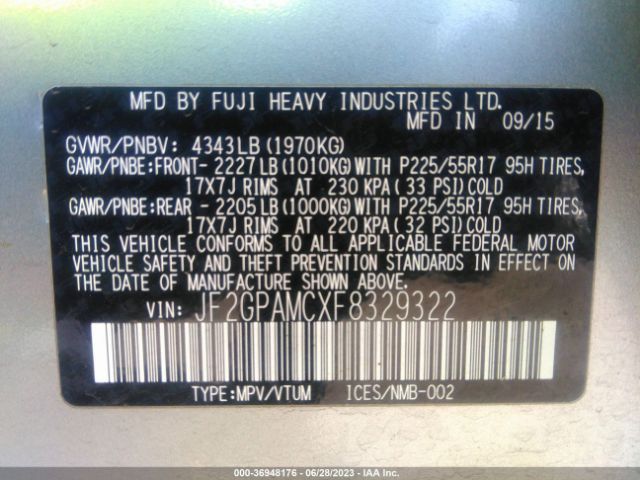 MFD BY FUJI HEAVY INDUSTRIES LTD.
MFD IN 09/15
GVWR/PNBV: 4343LB (1970KG)
GAWR/PNBE:FRONT- 2227LB(1010KG)WITH P225/55R17 95H TIRES,
17X7J RIMS AT 230 KPA( 33 PSI)COLD
GAWR/PNBE:REAR - 2205LB(1000KG)WITH P225/55R17 95H TIRES,
17X7J RIMS AT 220 KPA( 32 PSI)COLD
THIS VEHICLE CONFORMS TO ALL APPLICABLE FEDERAL MOTOR
VEHICLE SAFETY AND THEFT PREVENTION STANDARDS IN EFFECT ON
THE DATE OF MANUFACTURE SHOWN ABOVE.
VIN: JF2GPAMCXF8329322
TYPE:MPV/VTUM ICES/NMB-002
000-36948176 - 06/28/2023 - IAA Inc.